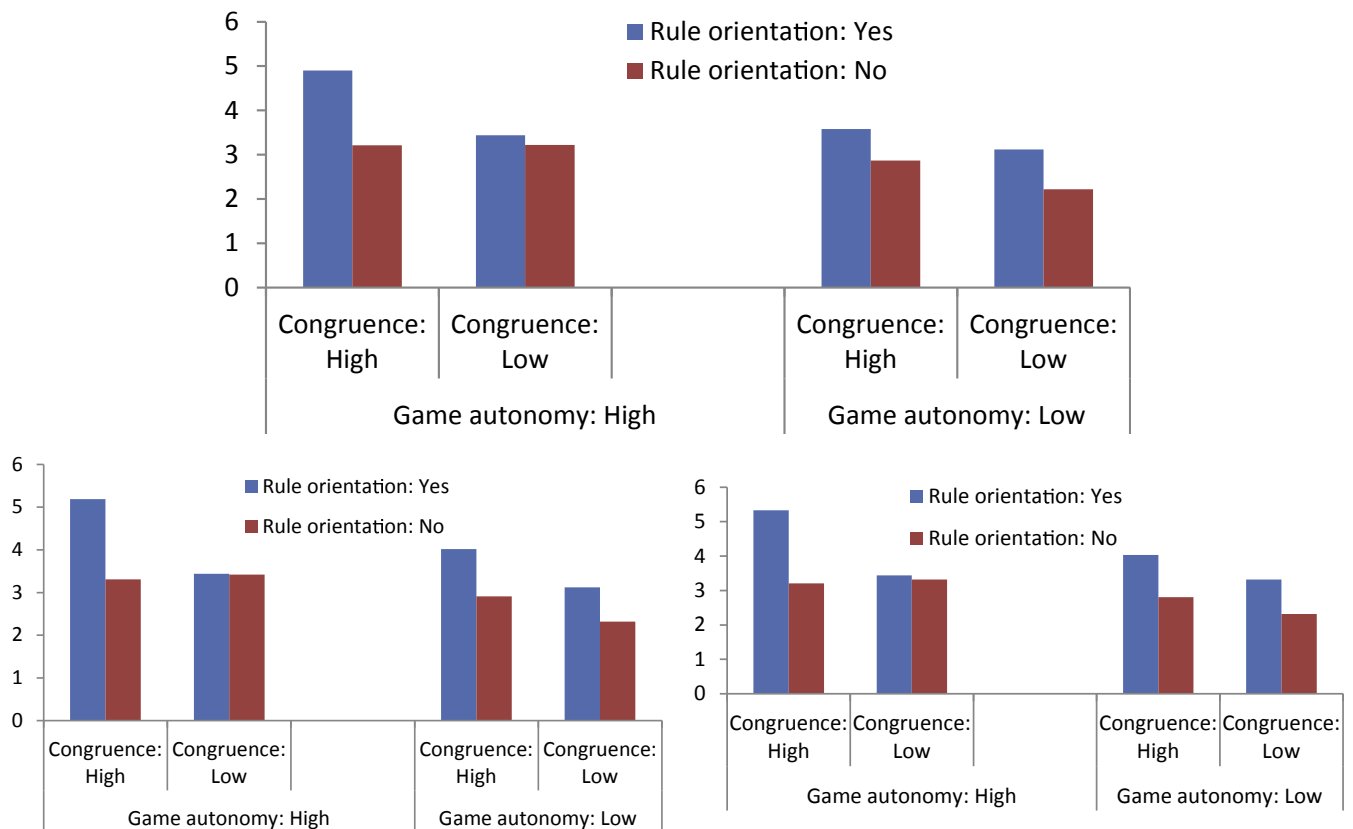 6
Rule orientation: Yes
5
Rule orientation: No
4
3
2
1
0
Congruence:
High
Congruence:
Low
Congruence:
High
Congruence:
Low
Game autonomy: High
Game autonomy: Low
6
Rule orientation: Yes
5
Rule orientation: No
4
3
2
1
0
Congruence:
High
Congruence:
Low
Congruence:
High
Congruence:
Low
Game autonomy: High
Game autonomy: Low
6
Rule orientation: Yes
5
Rule orientation: No
4
3
2
1
0
Congruence:
High
Congruence:
Low
Congruence:
High
Congruence:
Low
Game autonomy: High
Game autonomy: Low